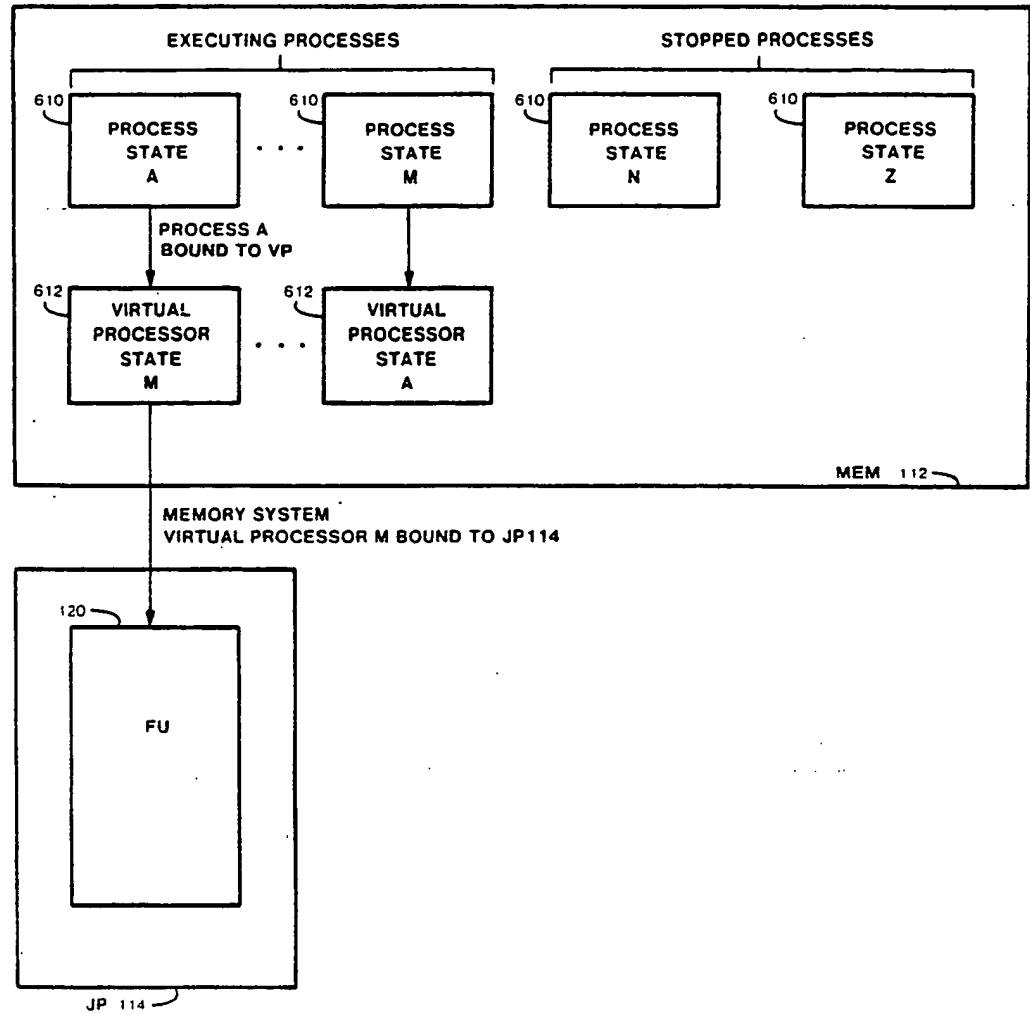 EXECUTING PROCESSES
STOPPED PROCESSES
610
PROCESS
STATE
A
. . .
610
PROCESS
STATE
M
610
PROCESS
STATE
N
610
PROCESS
STATE
Z
PROCESS A
BOUND TO VP
612
VIRTUAL
PROCESSOR
STATE
M
. . .
612
VIRTUAL
PROCESSOR
STATE
A
MEM 112
MEMORY SYSTEM
VIRTUAL PROCESSOR M BOUND TO JP114
120
FU
JP 114